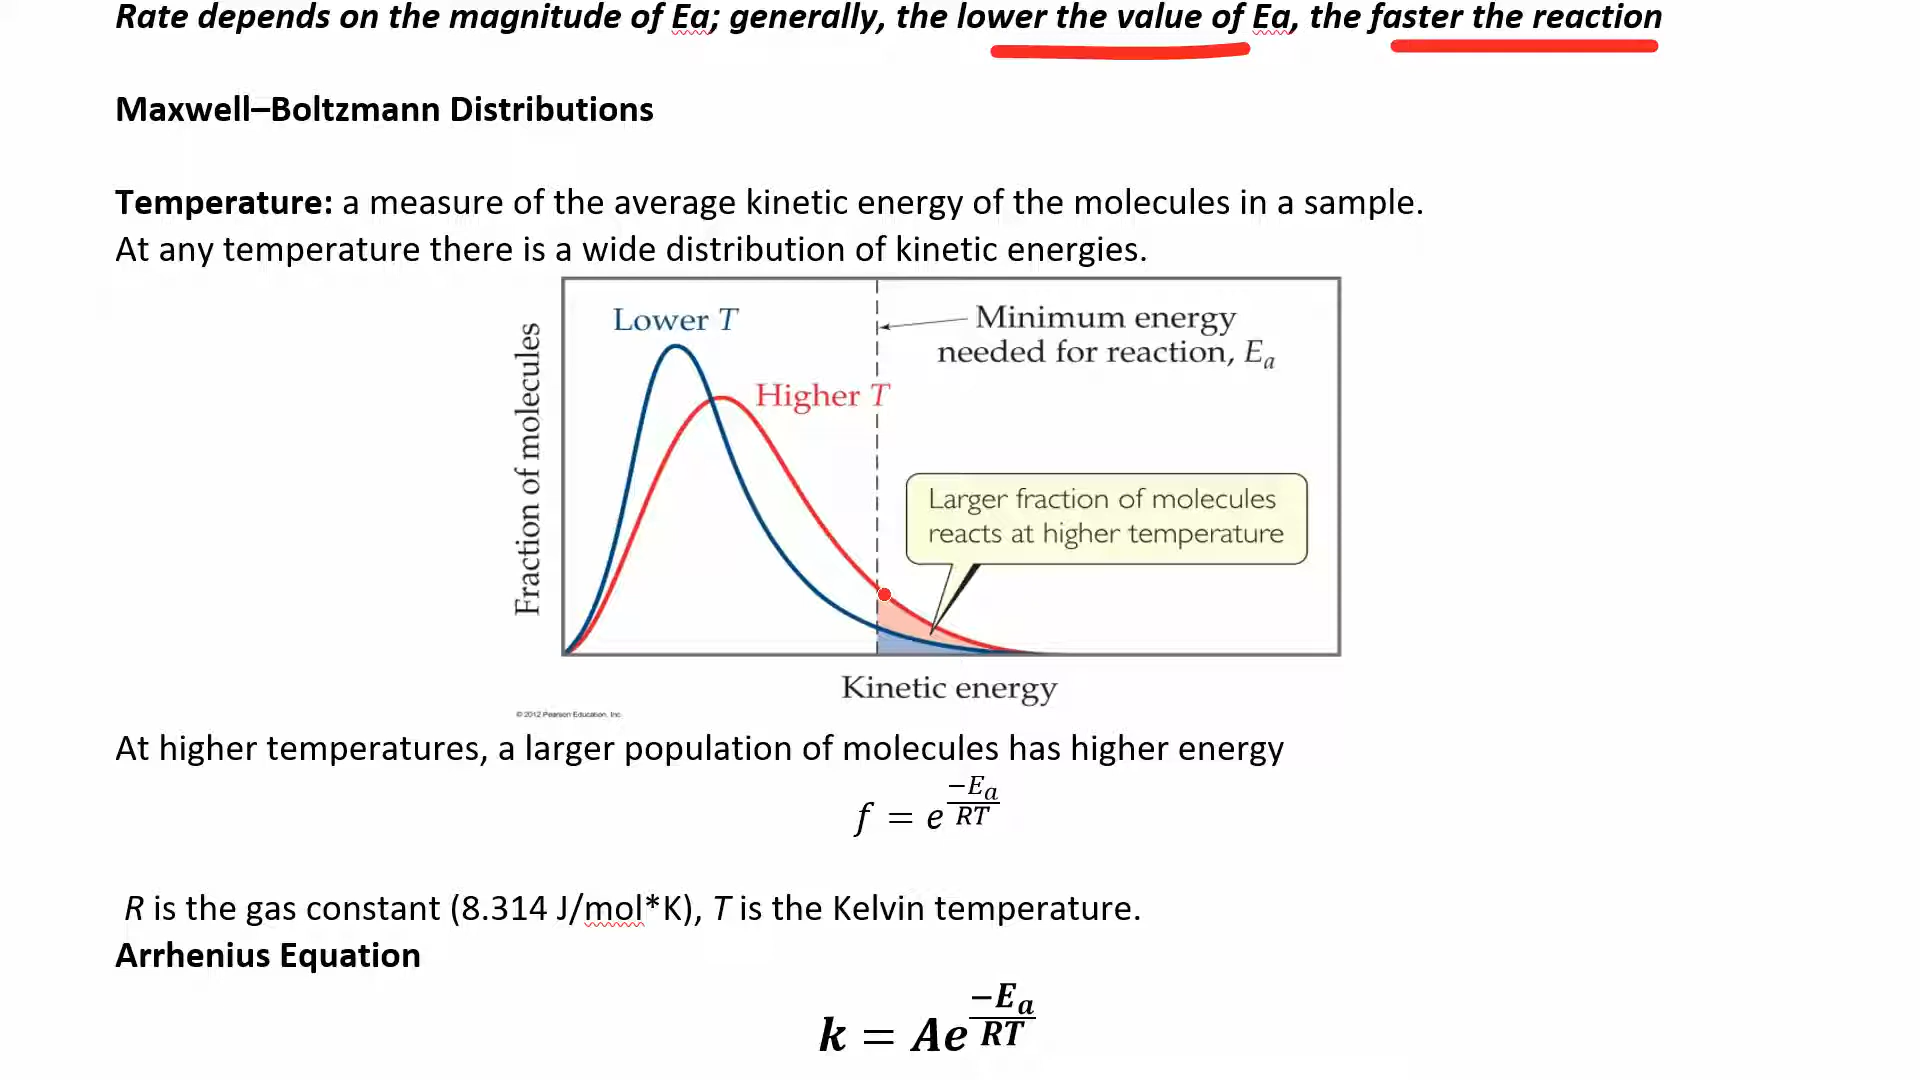 Rate depends on the magnitude of Ea; generally, the lower the value of Ea, the faster the reaction
Maxwell–Boltzmann Distributions
Temperature: a measure of the average kinetic energy of the molecules in a sample.
At any temperature there is a wide distribution of kinetic energies.
Lower T
Higher T
Minimum energy
needed for reaction, Eₐ
Larger fraction of molecules
reacts at higher temperature
Fraction of molecules
Kinetic energy
© 2012 Pearson Education, Inc.
At higher temperatures, a larger population of molecules has higher energy
f = e^(−Eₐ/RT)
R is the gas constant (8.314 J/mol*K), T is the Kelvin temperature.
Arrhenius Equation
k = Ae^(−Eₐ/RT)